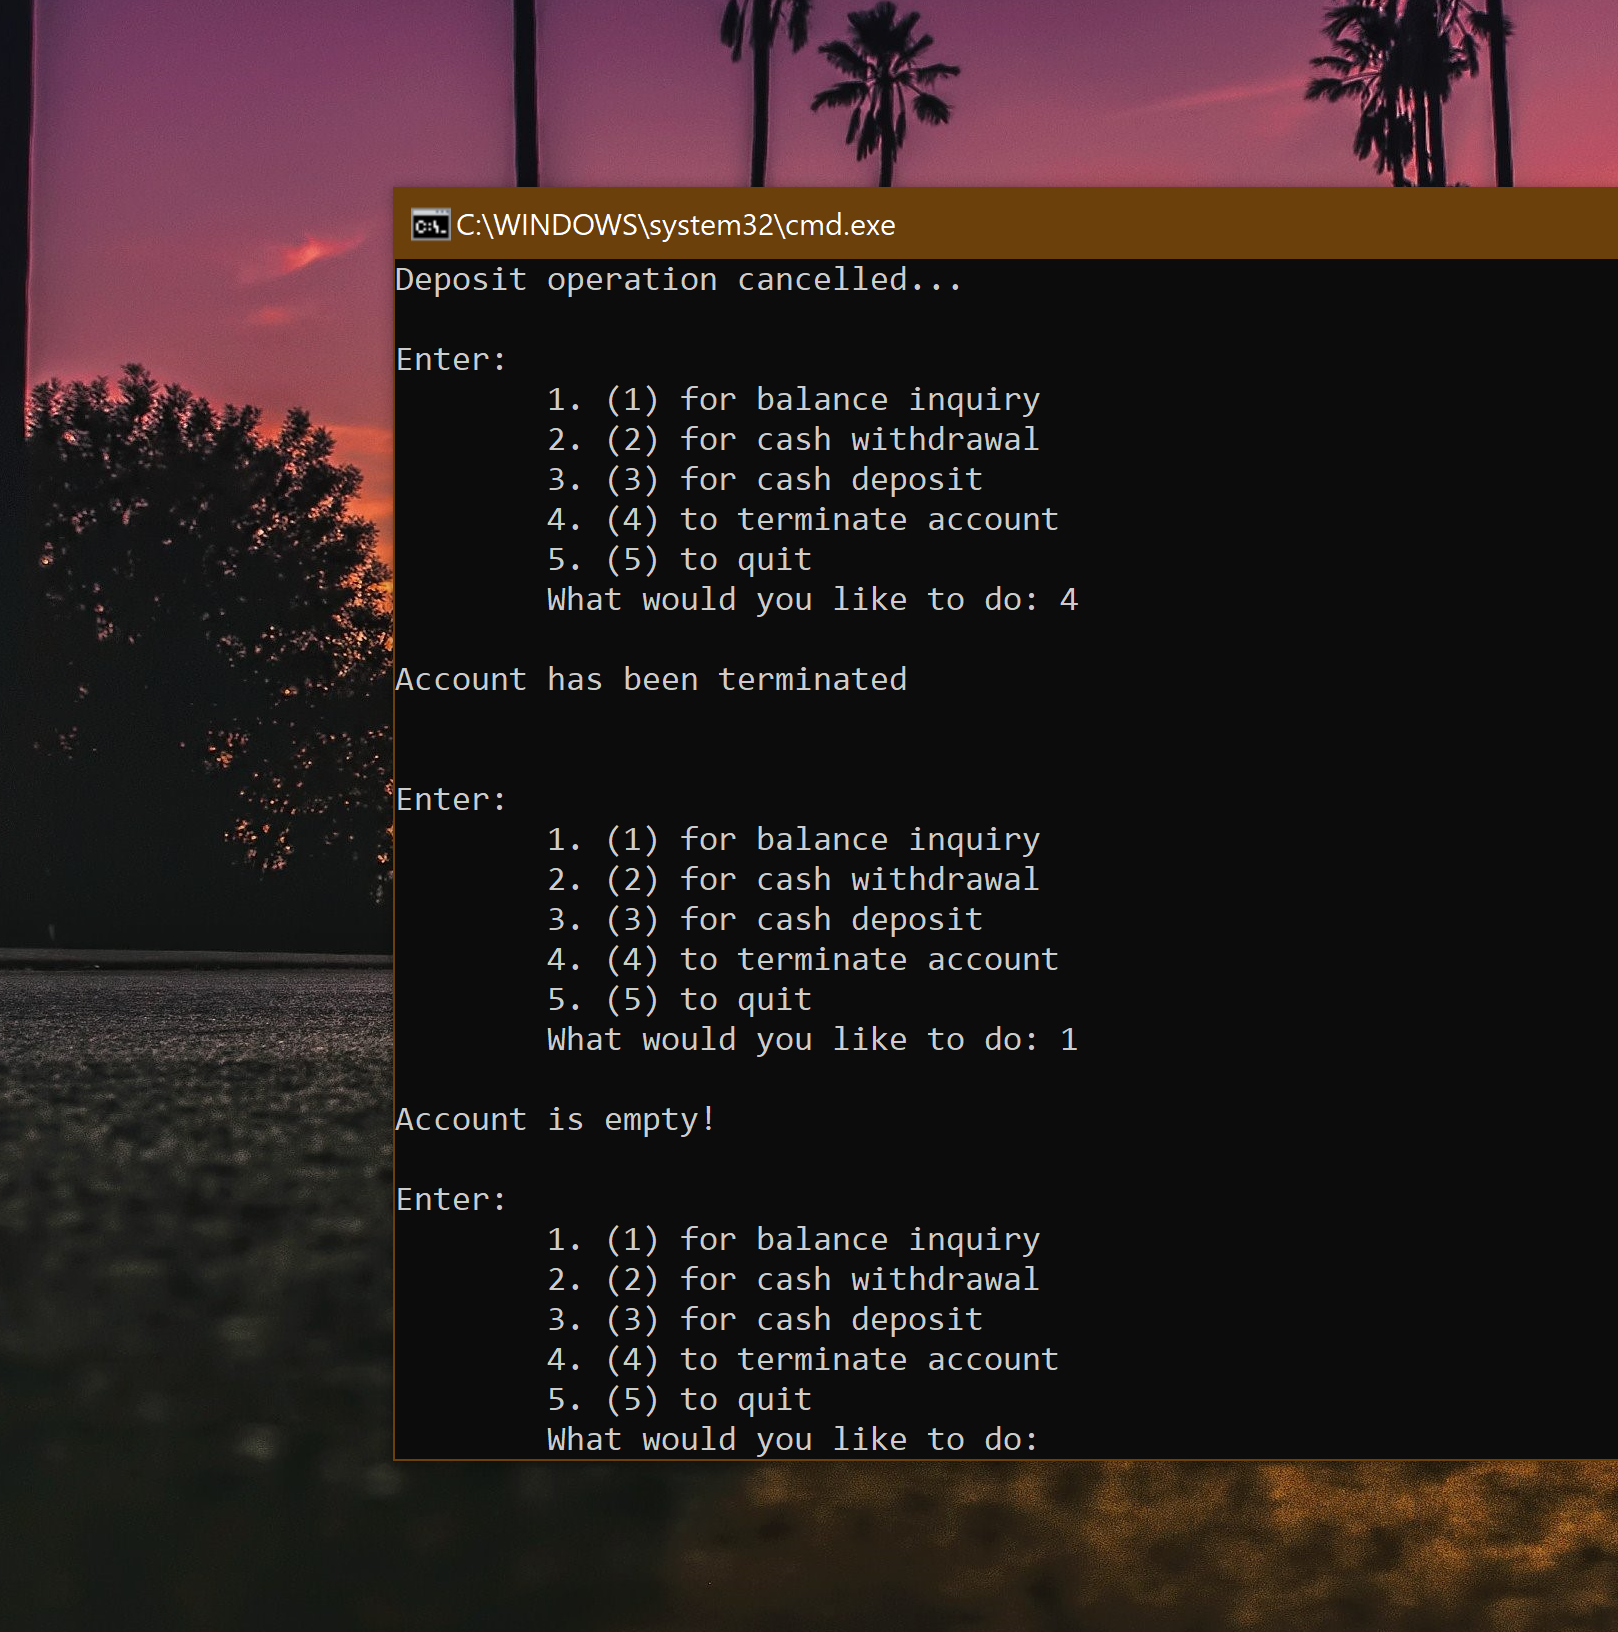 C:\WINDOWS\system32\cmd.exe
Deposit operation cancelled...
Enter:
1. (1) for balance inquiry
2. (2) for cash withdrawal
3. (3) for cash deposit
4. (4) to terminate account
5. (5) to quit
What would you like to do: 4
Account has been terminated
Enter:
1. (1) for balance inquiry
2. (2) for cash withdrawal
3. (3) for cash deposit
4. (4) to terminate account
5. (5) to quit
What would you like to do: 1
Account is empty!
Enter:
1. (1) for balance inquiry
2. (2) for cash withdrawal
3. (3) for cash deposit
4. (4) to terminate account
5. (5) to quit
What would you like to do: